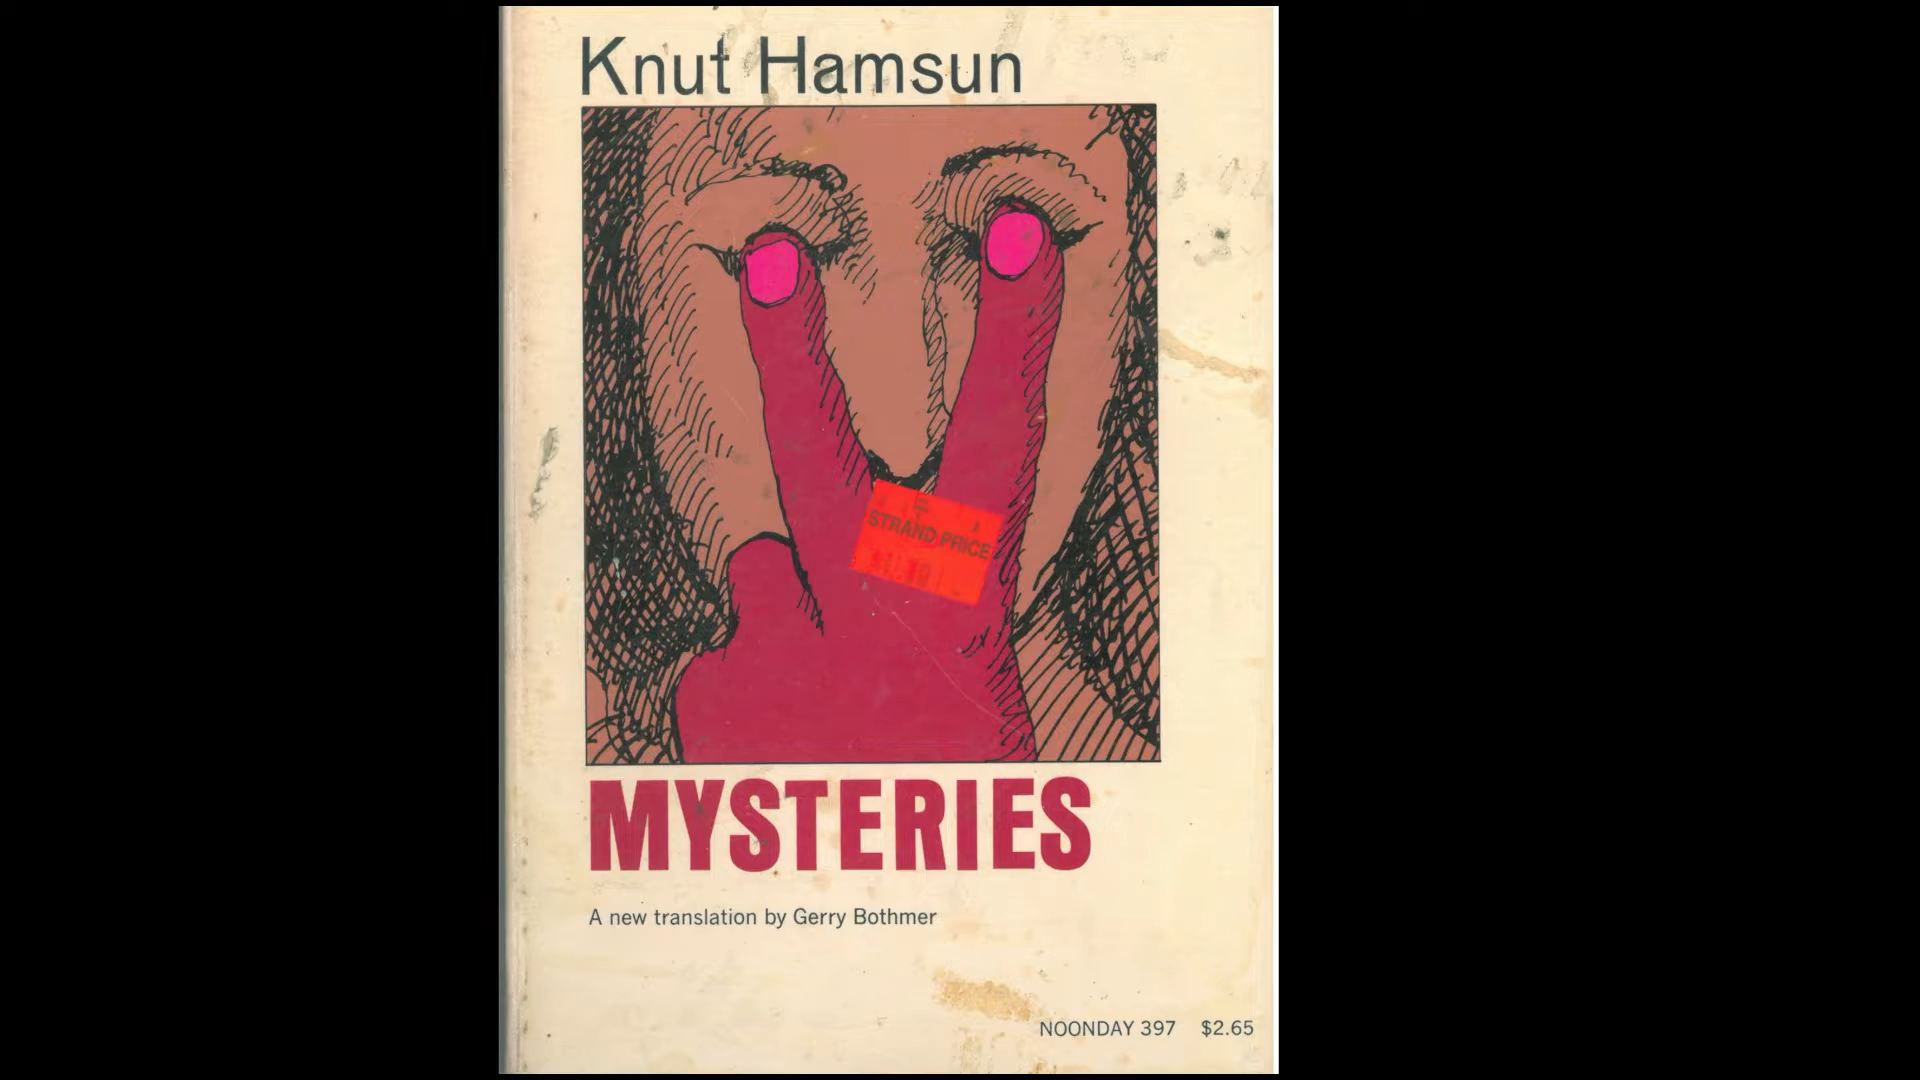 Knut Hamsun
STRAND PRICE
MYSTERIES
A new translation by Gerry Bothmer
NOONDAY 397 $2.65